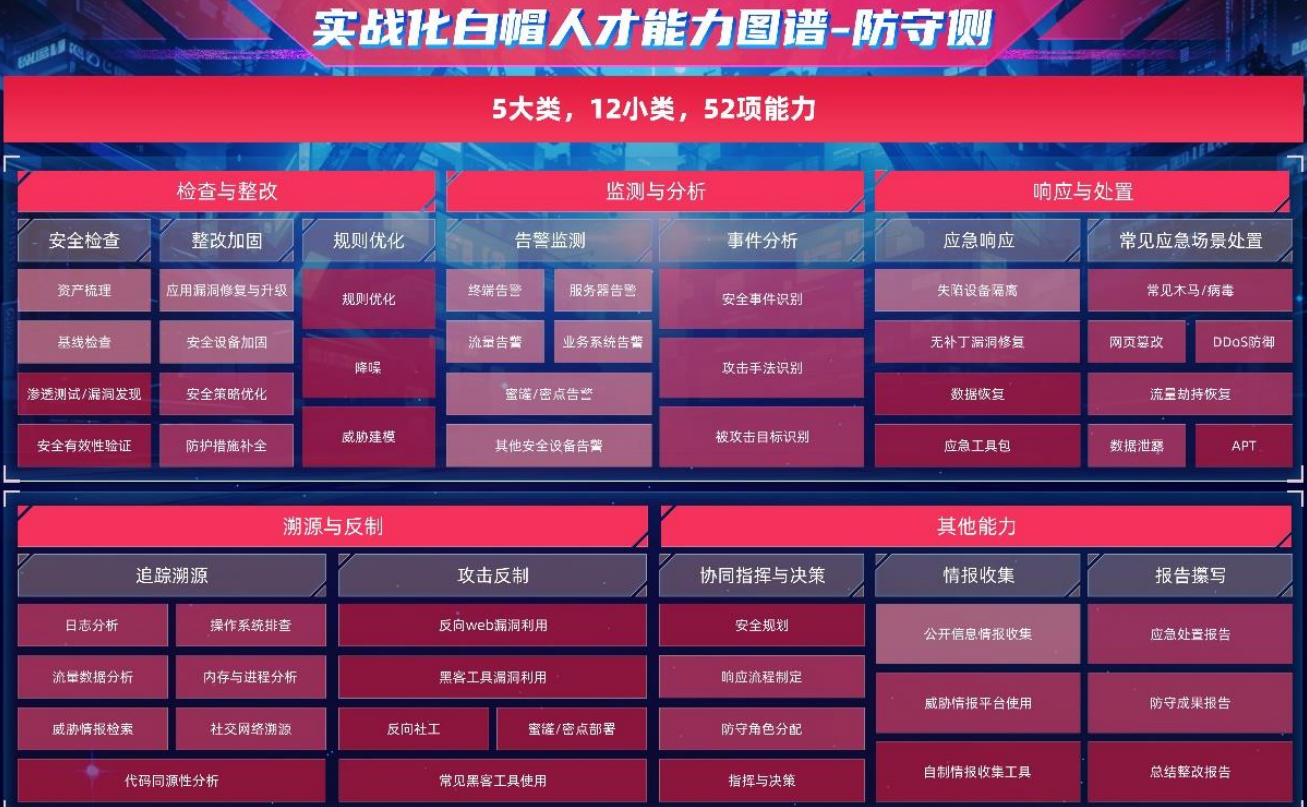 实战化白帽人才能力图谱-防守侧
5大类，12小类，52项能力
检查与整改
监测与分析
响应与处置
安全检查
整改加固
规则优化
告警监测
事件分析
应急响应
常见应急场景处置
资产梳理
应用漏洞修复与升级
规则优化
终端告警
服务器告警
安全事件识别
失陷设备隔离
常见木马/病毒
基线检查
安全设备加固
降噪
流量告警
业务系统告警
攻击手法识别
无补丁漏洞修复
网页篡改
DDoS防御
渗透测试/漏洞发现
安全策略优化
蜜罐/密点告警
数据恢复
流量劫持恢复
安全有效性验证
防护措施补全
威胁建模
其他安全设备告警
被攻击目标识别
应急工具包
数据泄露
APT
溯源与反制
其他能力
追踪溯源
攻击反制
协同指挥与决策
情报收集
报告攥写
日志分析
操作系统排查
反向web漏洞利用
安全规划
公开信息情报收集
应急处置报告
流量数据分析
内存与进程分析
黑客工具漏洞利用
响应流程制定
威胁情报平台使用
防守成果报告
威胁情报检索
社交网络溯源
反向社工
蜜罐/密点部署
防守角色分配
代码同源性分析
常见黑客工具使用
指挥与决策
自制情报收集工具
总结整改报告